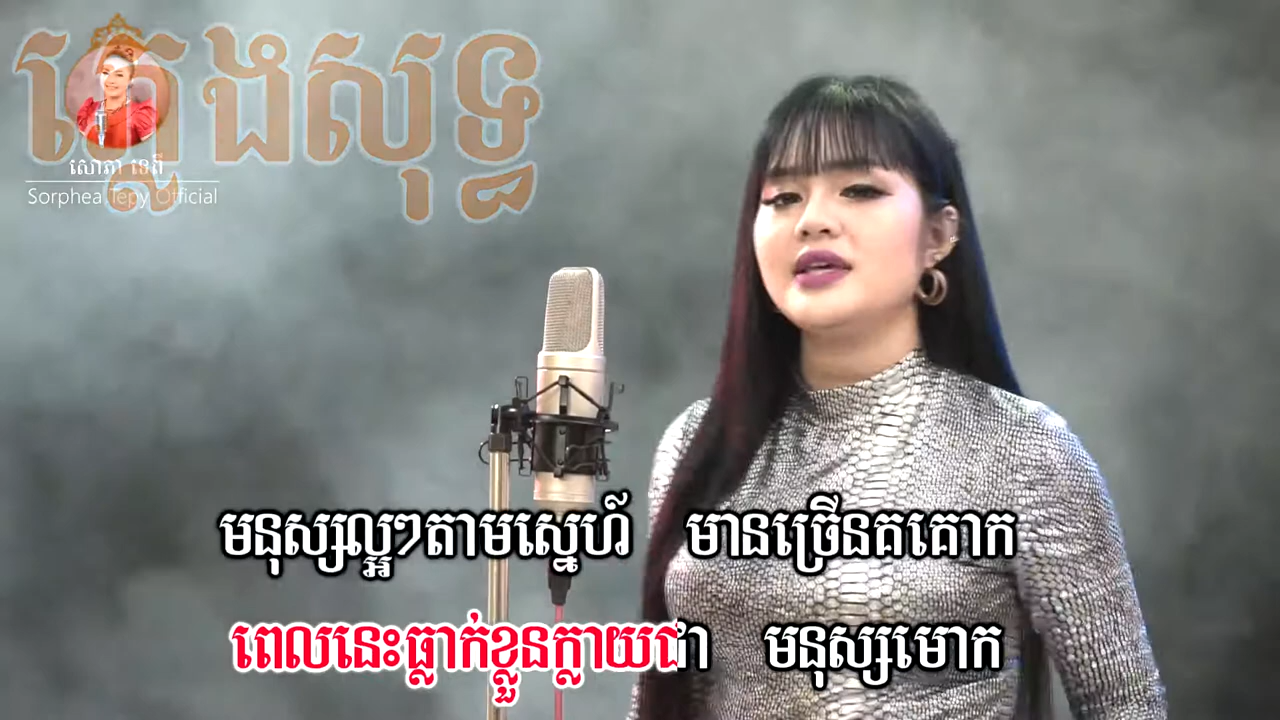 ភ្លេងសុទ្ធ
សោភា ទេពី
Sorphea Tepy Official
មនុស្សល្អៗតាមស្នេហ៍ មានច្រើនគគោក
ពេលនេះធ្លាក់ខ្លួនក្លាយជា មនុស្សមោក